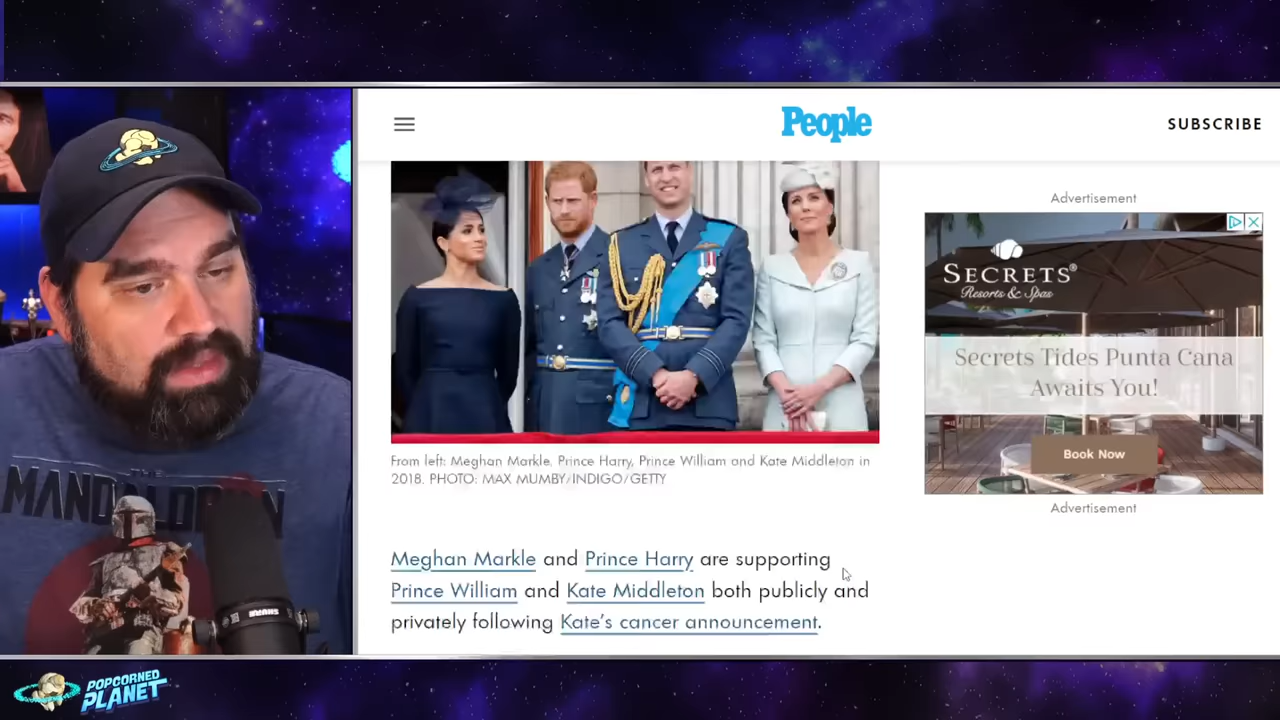 People
SUBSCRIBE
Advertisement
SECRETS®
Resorts & Spas
Secrets Tides Punta Cana
Awaits You!
Book Now
Advertisement
From left: Meghan Markle, Prince Harry, Prince William and Kate Middleton in
2018. PHOTO: MAX MUMBY/INDIGO/GETTY
Meghan Markle and Prince Harry are supporting
Prince William and Kate Middleton both publicly and
privately following Kate's cancer announcement.
MANDALORIAN
SHURE
POPCORNED
PLANET